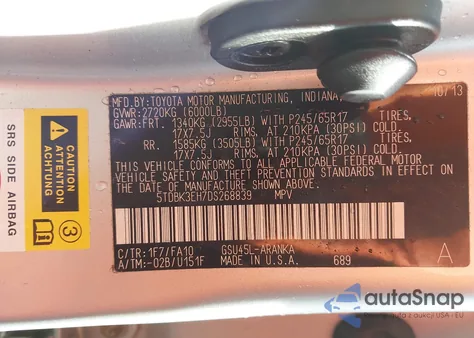 MFD.BY:TOYOTA MOTOR MANUFACTURING, INDIANA, 10/13
GVWR:2720KG (6000LB)
GAWR:FRT. 1340KG (2955LB) WITH P245/65R17 TIRES,
17X7.5J RIMS, AT 210KPA (30PSI) COLD.
RR. 1585KG (3505LB) WITH P245/65R17 TIRES,
17X7.5J RIMS, AT 210KPA (30PSI) COLD.
THIS VEHICLE CONFORMS TO ALL APPLICABLE FEDERAL MOTOR
VEHICLE SAFETY AND THEFT PREVENTION STANDARDS IN EFFECT
ON THE DATE OF MANUFACTURE SHOWN ABOVE.
5TDBK3EH7DS268839 MPV
C/TR: 1F7/FA10 GSU45L-ARANKA
A/TM: -02B/U151F MADE IN U.S.A. 689 A
SRS SIDE AIRBAG
CAUTION
ATTENTION
ACHTUNG
3
autoSnap